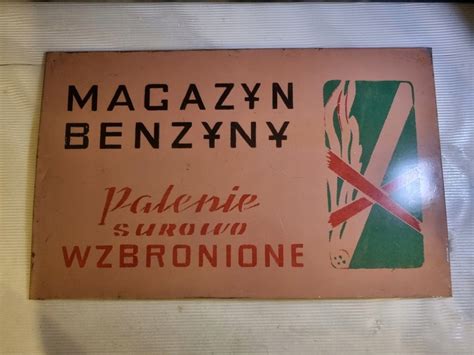 MAGAZYN
BENZYNY
Palenie
surowo
WZBRONIONE